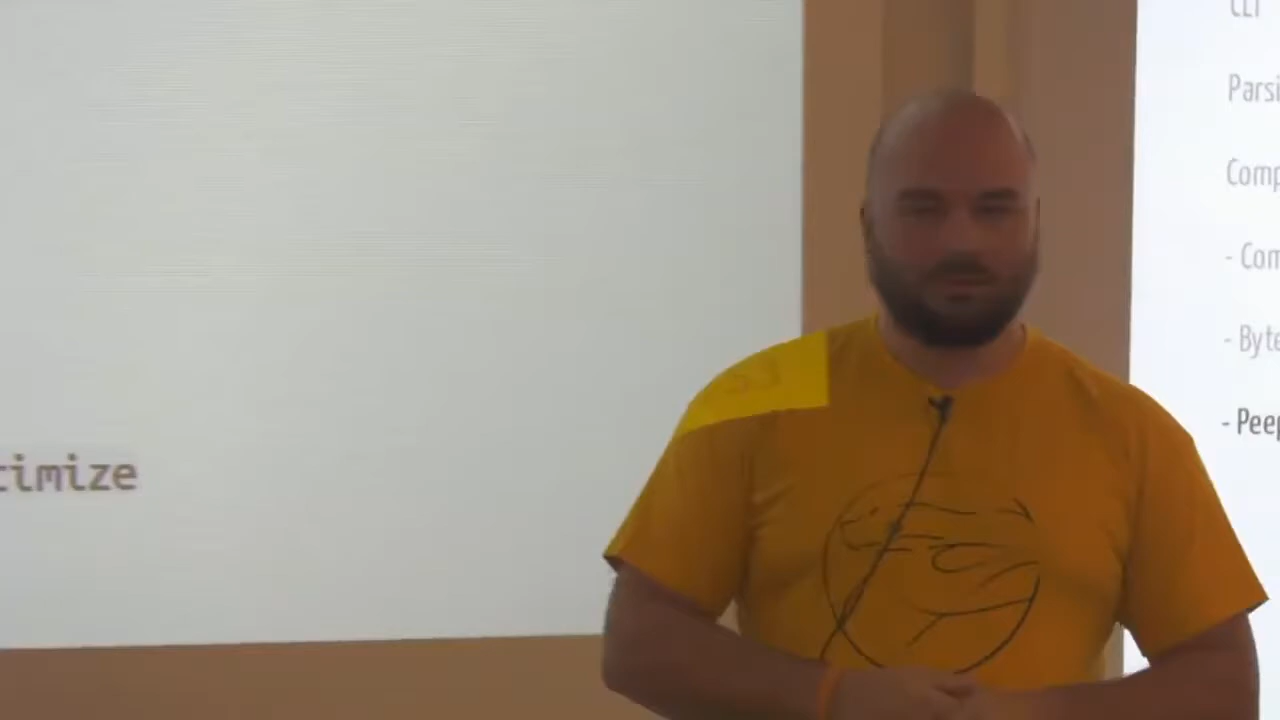 timize
CLI
Parsi
Comp
- Com
- Byte
- Peep